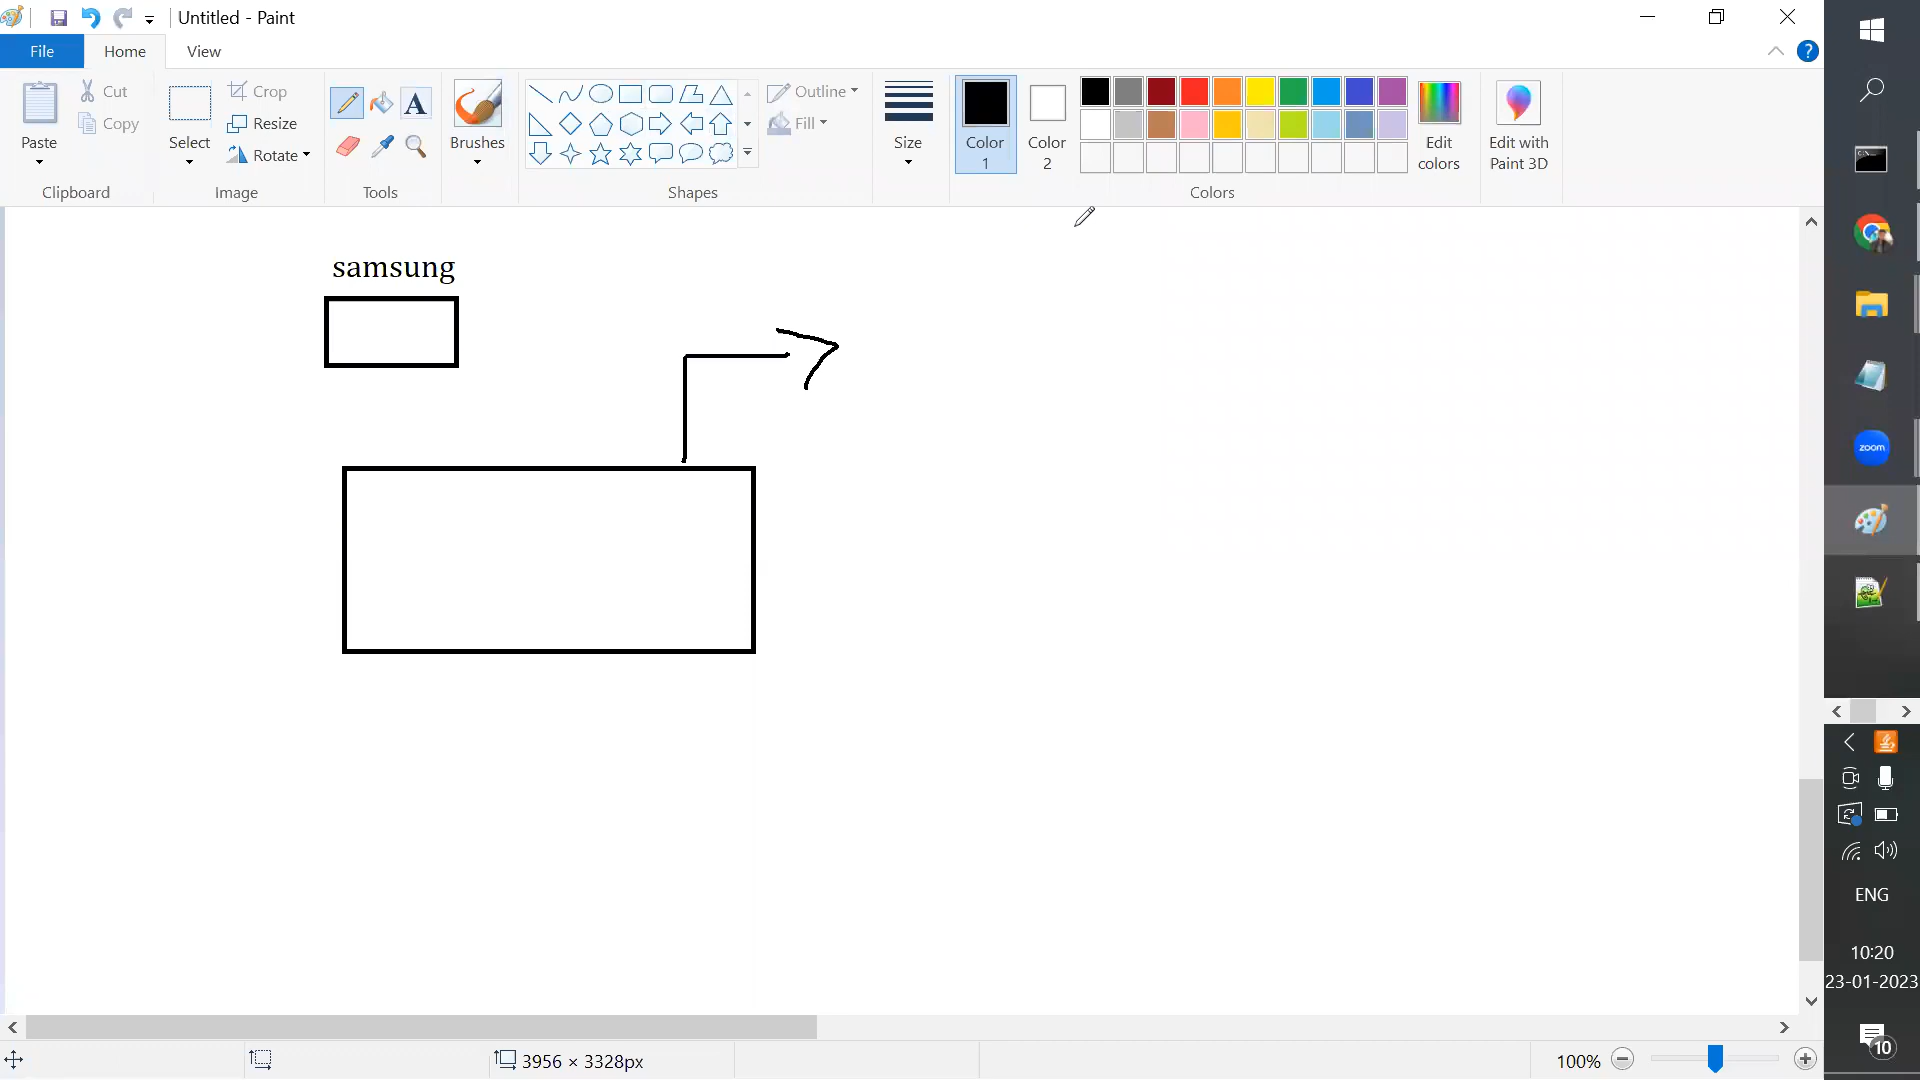 Untitled - Paint
File Home View
Paste
Cut
Copy
Clipboard
Select
Crop
Resize
Rotate
Image
A
Tools
Brushes
Outline
Fill
Shapes
Size
Color 1
Color 2
Edit colors
Colors
Edit with Paint 3D
samsung
zoom
ENG
10:20
23-01-2023
10
3956 × 3328px
100%